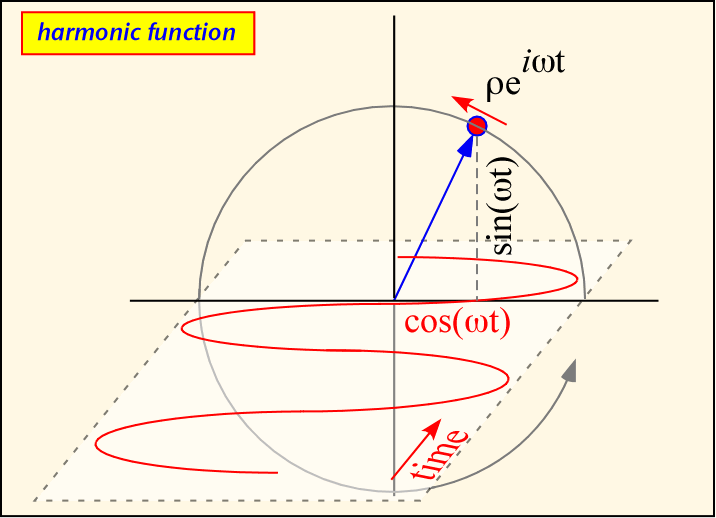 harmonic function
ρe^iωt
sin(ωt)
cos(ωt)
time